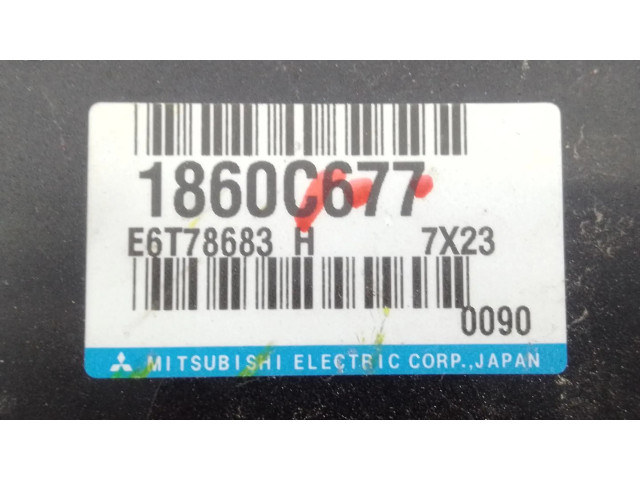 1860C677
E6T78683 H 7X23
0090
MITSUBISHI ELECTRIC CORP.,JAPAN